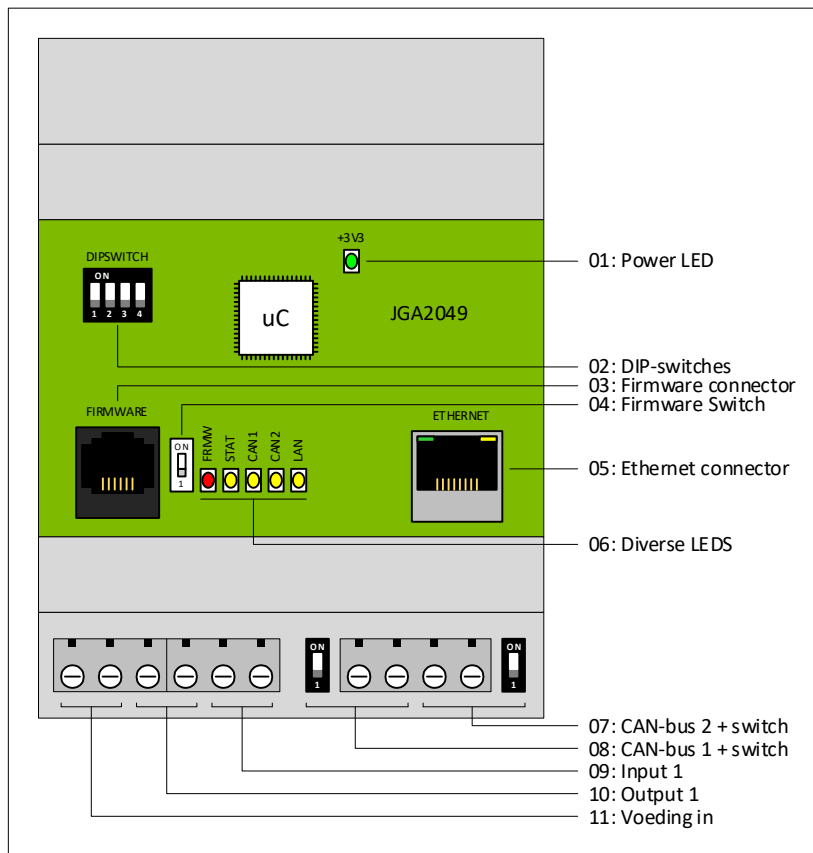 +3V3
01: Power LED
DIPSWITCH
ON
1 2 3 4
uC
JGA2049
02: DIP-switches
03: Firmware connector
04: Firmware Switch
FIRMWARE
ETHERNET
ON
1
FRMW
STAT
CAN1
CAN2
LAN
05: Ethernet connector
06: Diverse LEDS
ON
1
ON
1
07: CAN-bus 2 + switch
08: CAN-bus 1 + switch
09: Input 1
10: Output 1
11: Voeding in